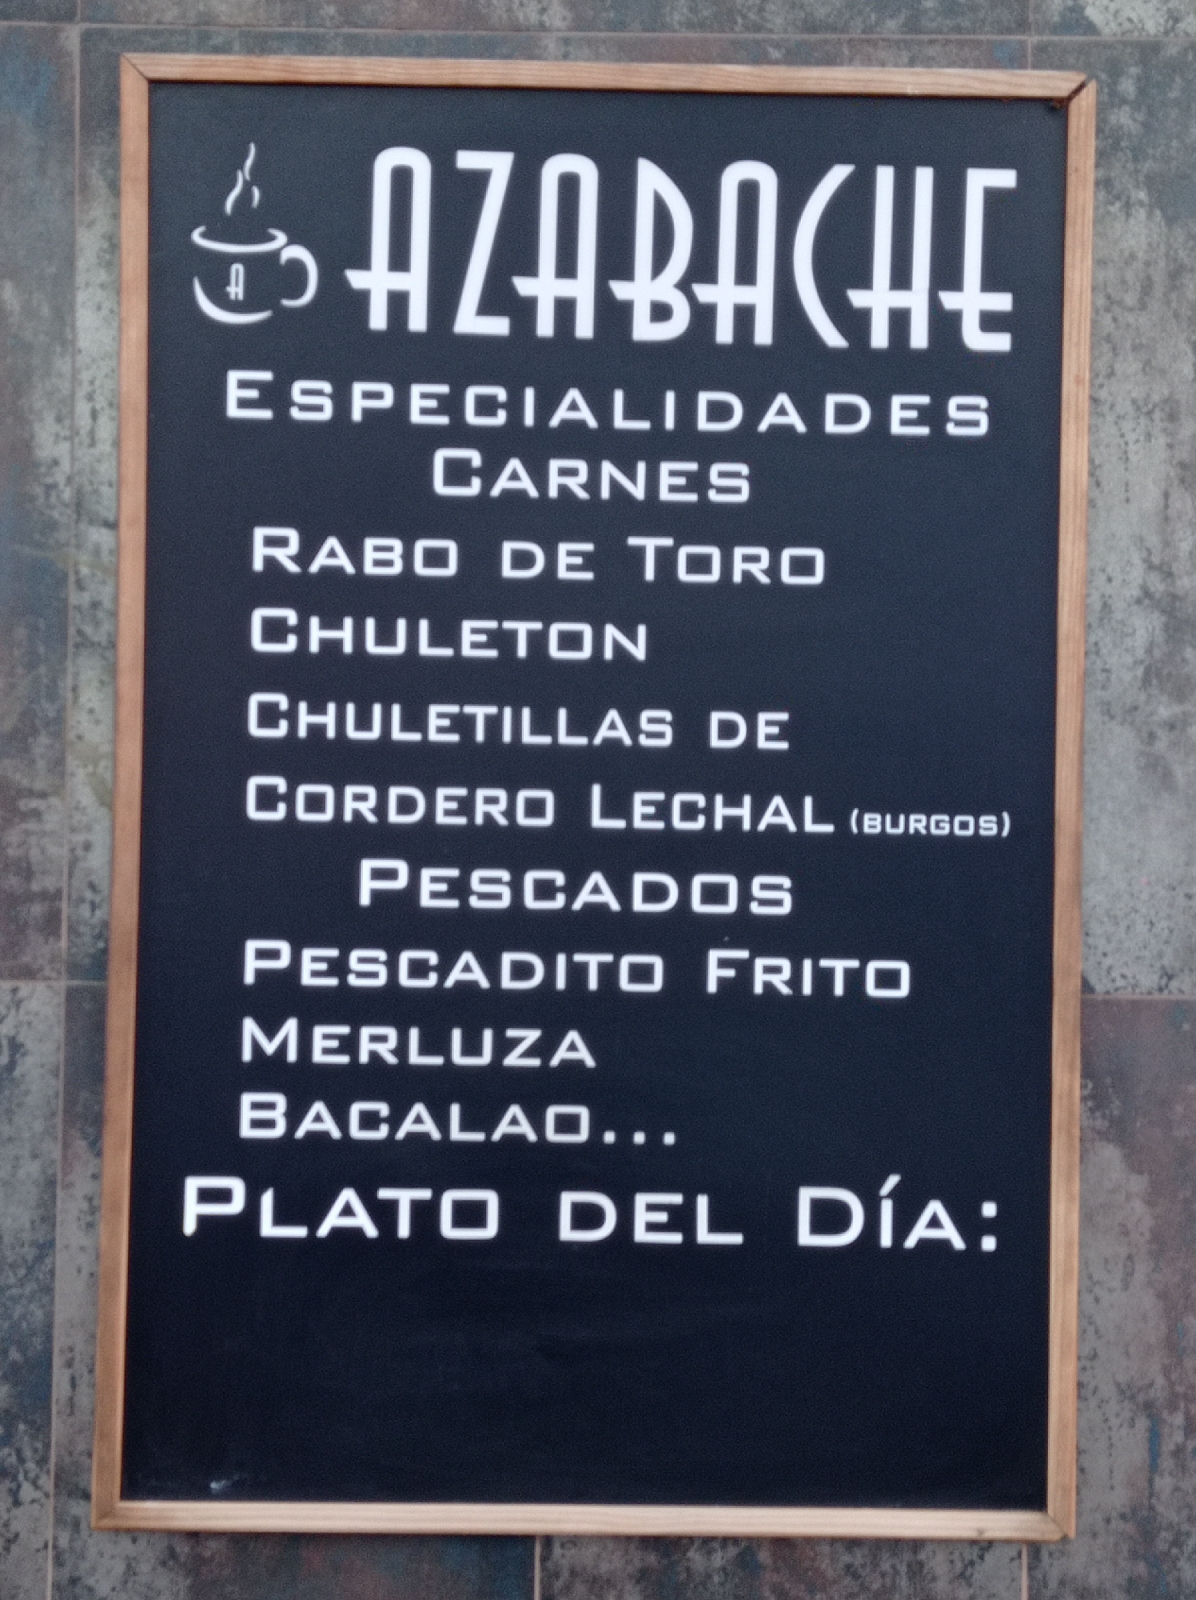 A
AZABACHE
ESPECIALIDADES
CARNES
RABO DE TORO
CHULETON
CHULETILLAS DE
CORDERO LECHAL (BURGOS)
PESCADOS
PESCADITO FRITO
MERLUZA
BACALAO...
PLATO DEL DÍA: